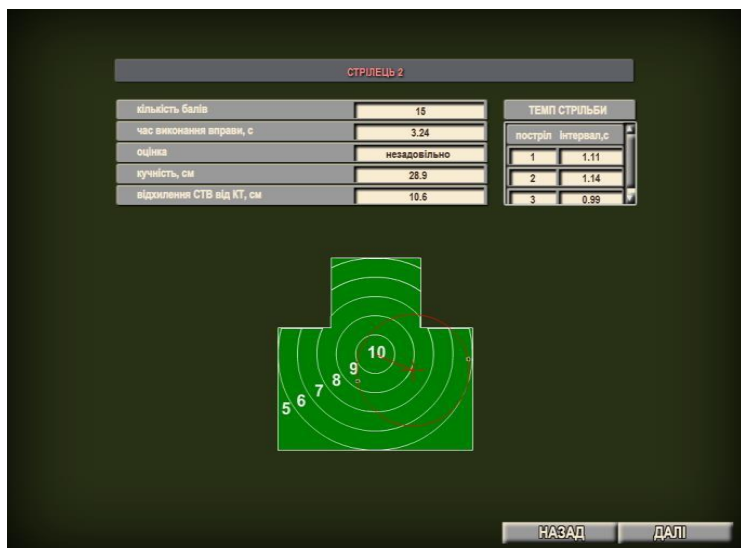 СТРІЛЕЦЬ 2
кількість балів 15
час виконання вправи, с 3.24
оцінка незадовільно
кучність, см 28.9
відхилення СТВ від КТ, см 10.6
ТЕМП СТРІЛЬБИ
постріл інтервал,с
1 1.11
2 1.14
3 0.99
10
9
8
7
6
5
НАЗАД ДАЛІ